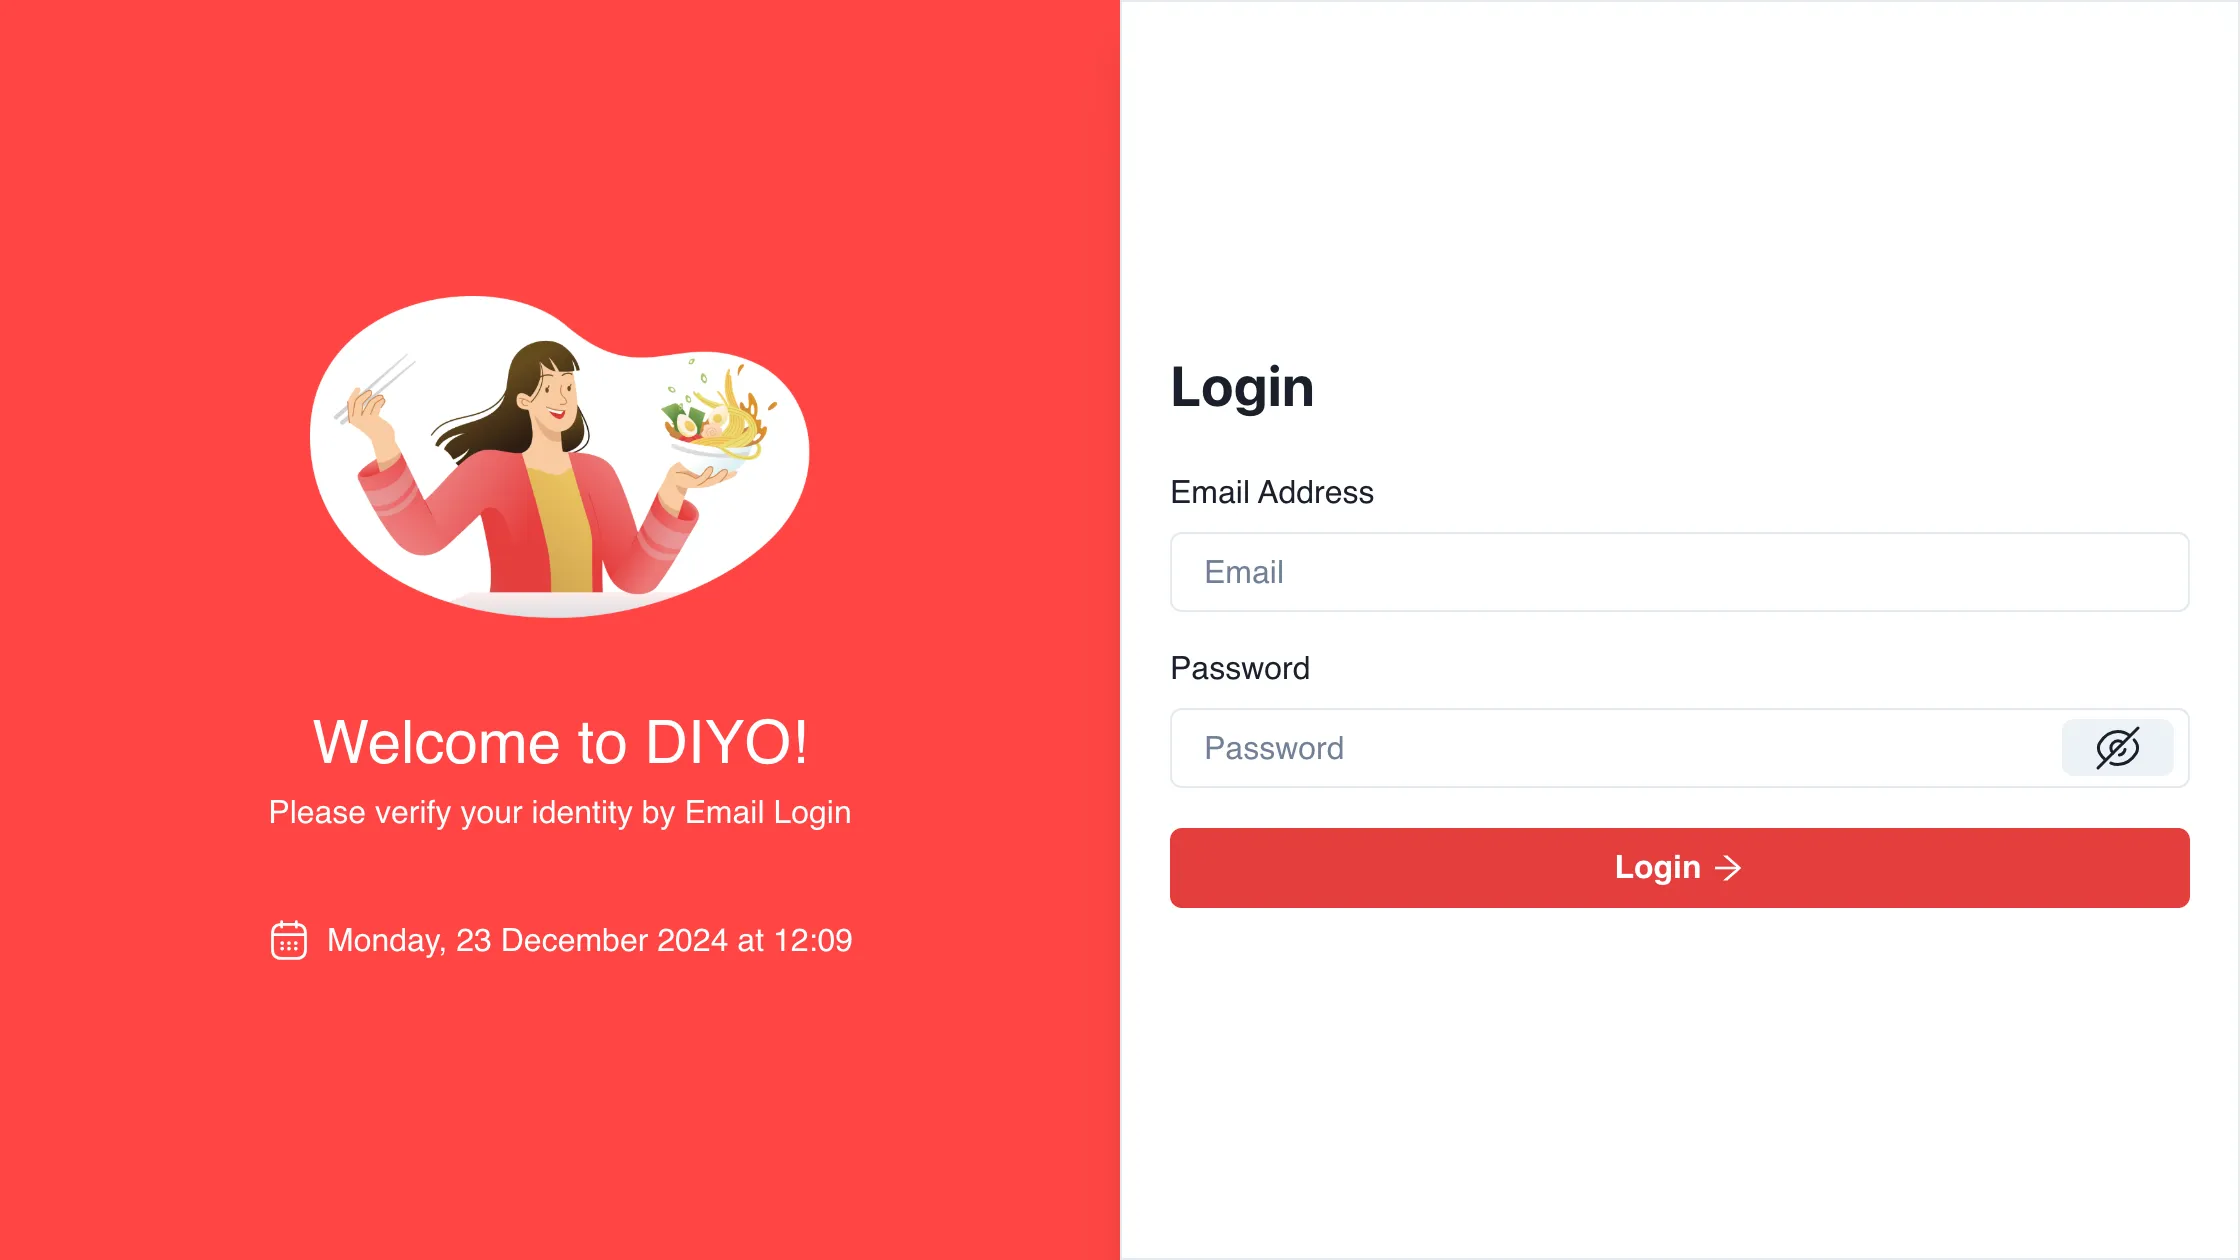 Welcome to DIYO!
Please verify your identity by Email Login
Monday, 23 December 2024 at 12:09
Login
Email Address
Email
Password
Password
Login